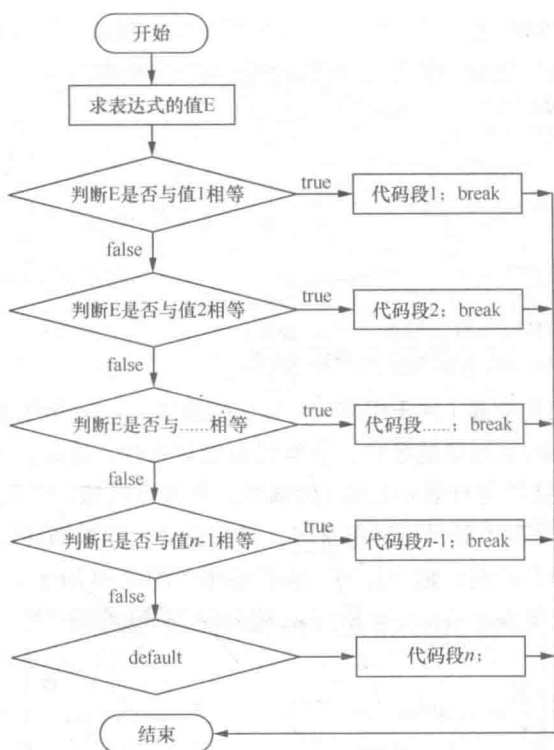 开始
求表达式的值E
判断E是否与值1相等
true
代码段1；break
false
判断E是否与值2相等
true
代码段2；break
false
判断E是否与……相等
true
代码段……；break
false
判断E是否与值n-1相等
true
代码段n-1；break
false
default
代码段n；
结束